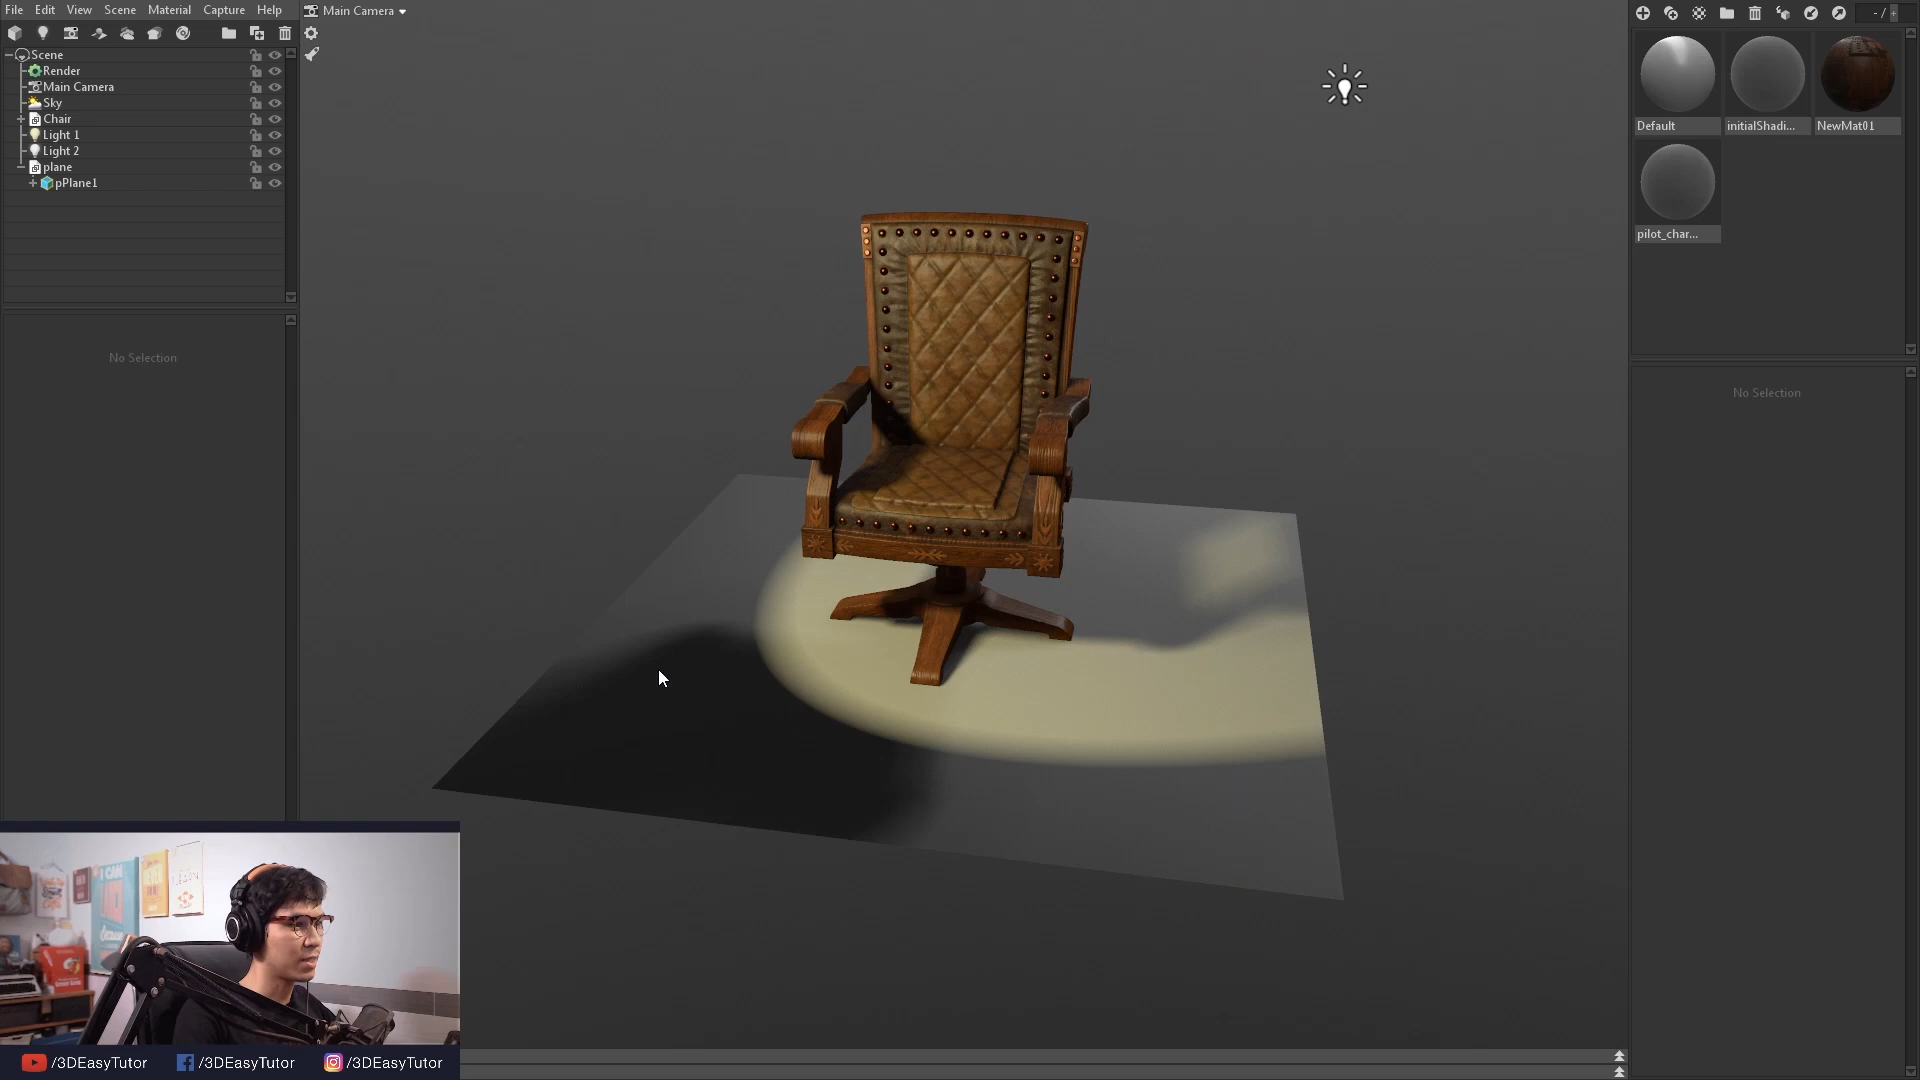 File Edit View Scene Material Capture Help
Main Camera
- / +
Scene
Render
Main Camera
Sky
Chair
Light 1
Light 2
plane
pPlane1
No Selection
Default
initialShadi...
NewMat01
pilot_char...
No Selection
I CAN
/3DEasyTutor
/3DEasyTutor
/3DEasyTutor